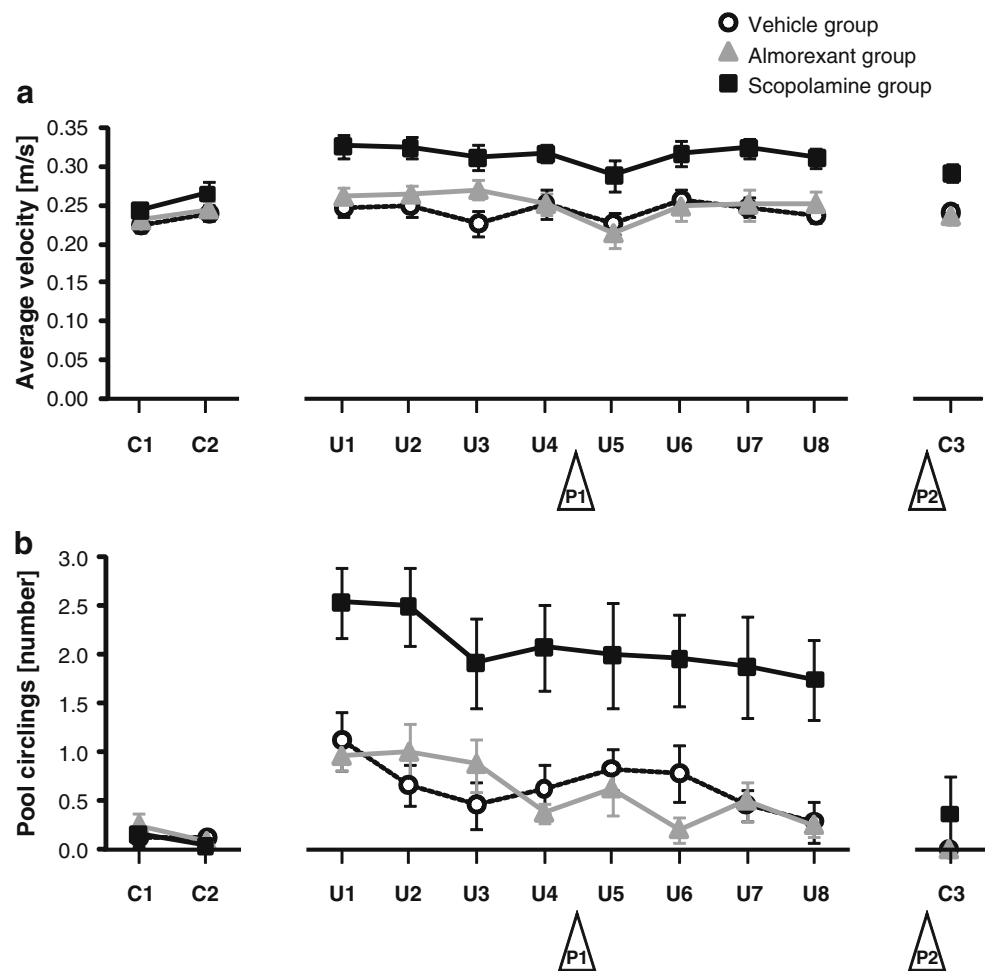 Vehicle group
Almorexant group
Scopolamine group
a
Average velocity [m/s]
0.35
0.30
0.25
0.20
0.15
0.10
0.05
0.00
C1 C2 U1 U2 U3 U4 U5 U6 U7 U8 C3
P1 P2
b
Pool circlings [number]
3.0
2.5
2.0
1.5
1.0
0.5
0.0
C1 C2 U1 U2 U3 U4 U5 U6 U7 U8 C3
P1 P2